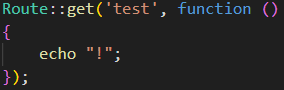 Route::get('test', function ()
{
    echo "!";
});